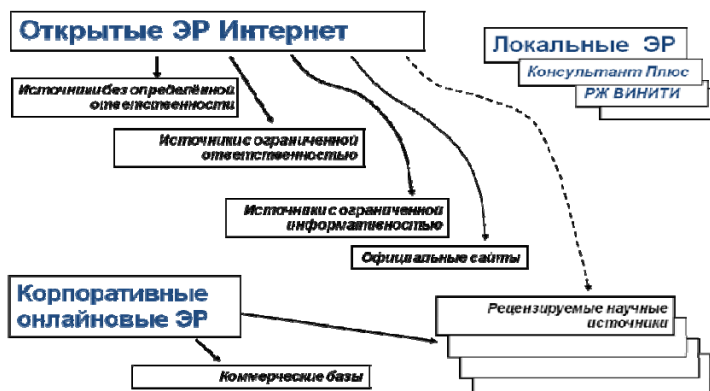 Открытые ЭР Интернет
Локальные ЭР
Консультант Плюс
РЖ ВИНИТИ
Источники без определённой
ответственности
Источники с ограниченной
ответственностью
Источники с ограниченной
информативностью
Официальные сайты
Корпоративные
онлайновые ЭР
Рецензируемые научные
источники
Коммерческие базы